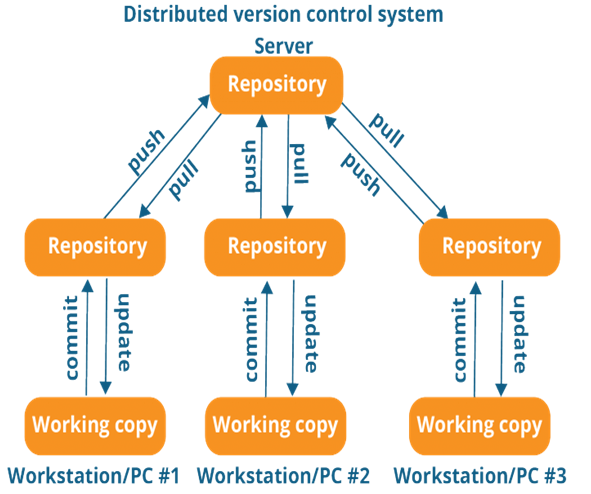 Distributed version control system
Server
Repository
push
pull
push
pull
push
pull
Repository
Repository
Repository
commit
update
commit
update
commit
update
Working copy
Working copy
Working copy
Workstation/PC #1
Workstation/PC #2
Workstation/PC #3